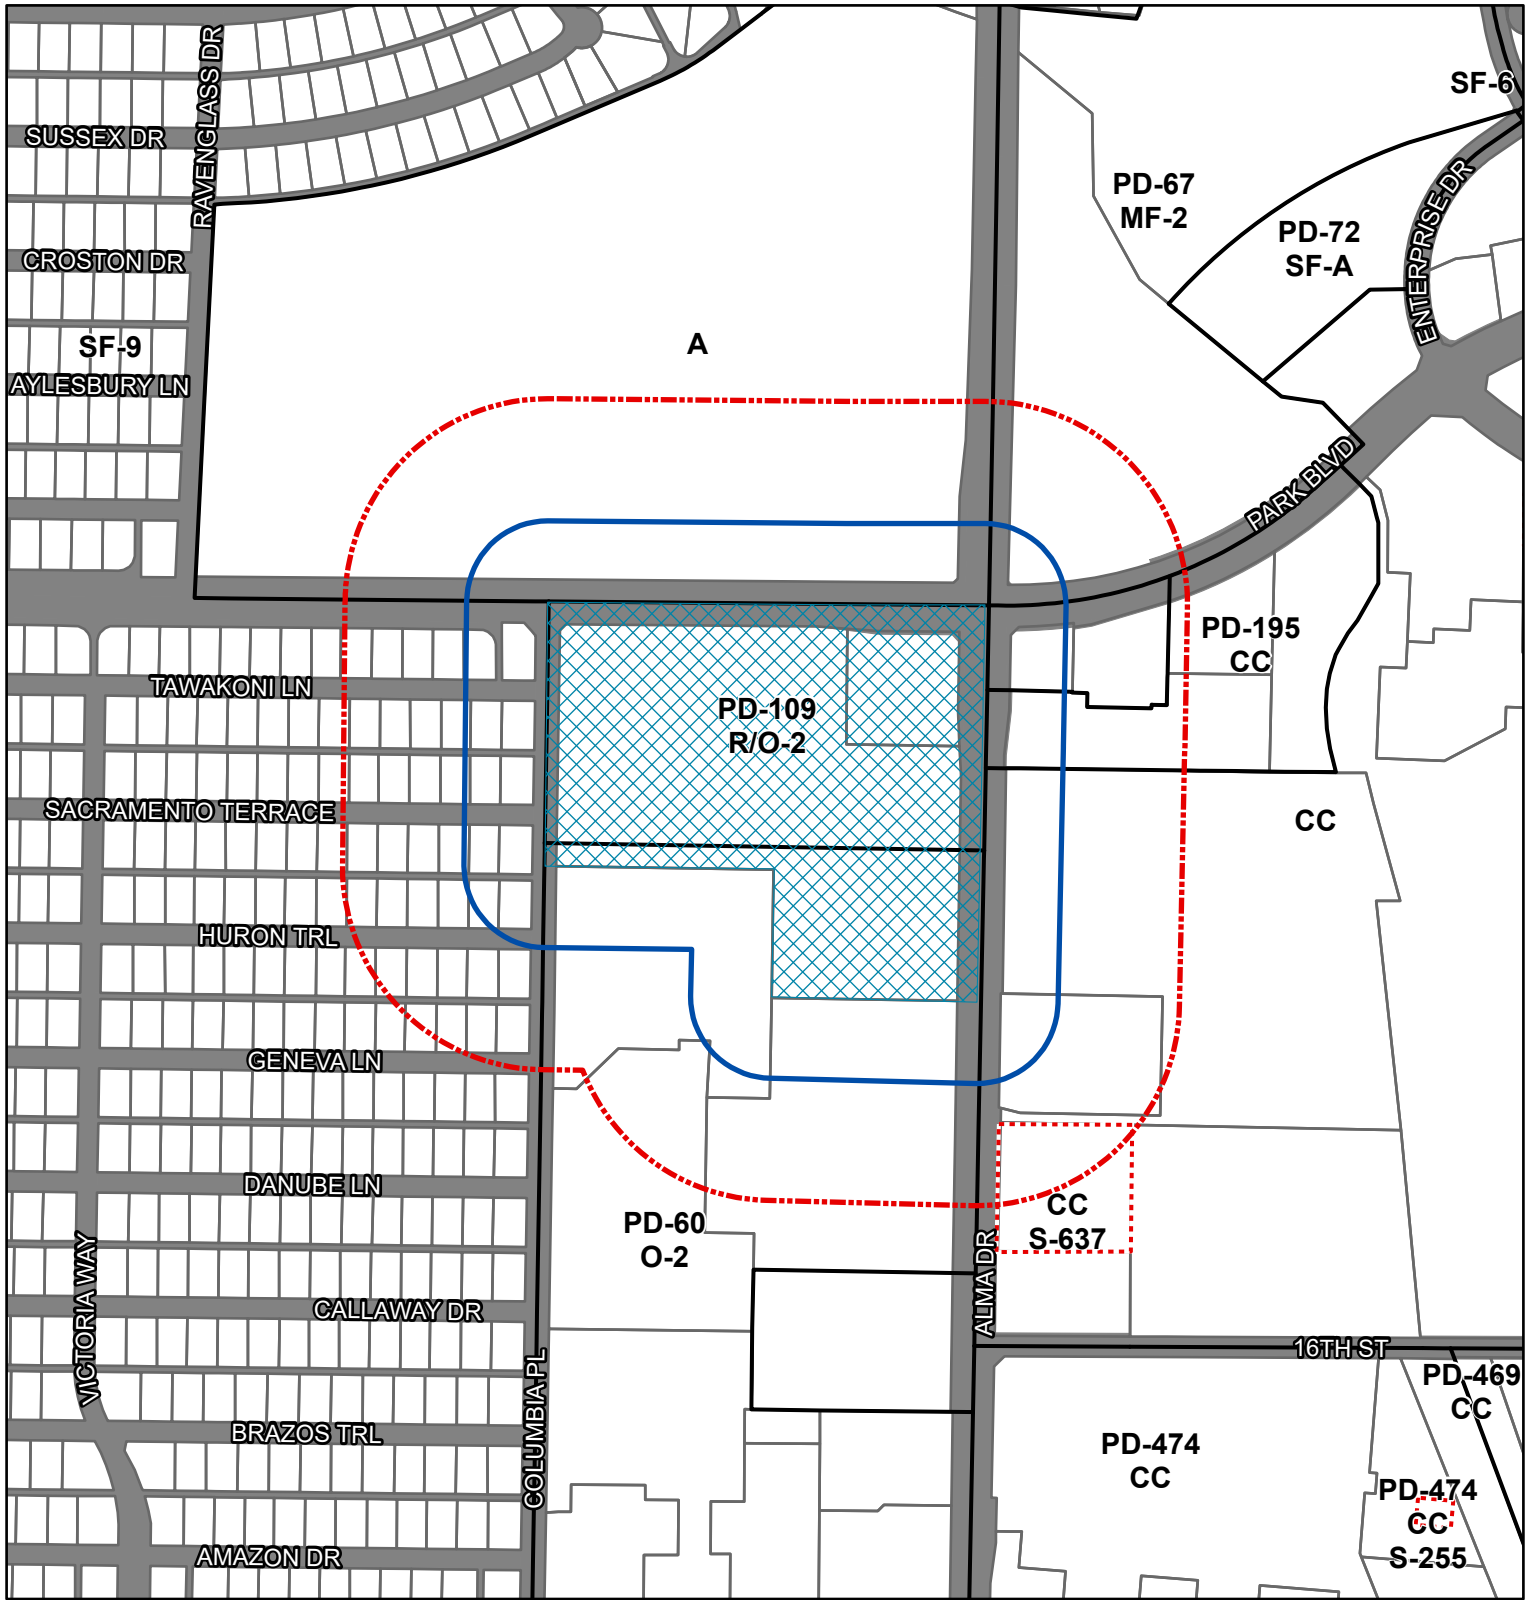 RAVENGLASS DR
SF-6
SUSSEX DR
PD-67
MF-2
ENTERPRISE DR
PD-72
SF-A
CROSTON DR
SF-9
A
AYLESBURY LN
PARK BLVD
PD-195
CC
TAWAKONI LN
PD-109
R/O-2
SACRAMENTO TERRACE
CC
HURON TRL
GENEVA LN
DANUBE LN
CC
S-637
PD-60
O-2
VICTORIA WAY
ALMA DR
CALLAWAY DR
16TH ST
COLUMBIA PL
PD-469
CC
BRAZOS TRL
PD-474
CC
PD-474
CC
S-255
AMAZON DR